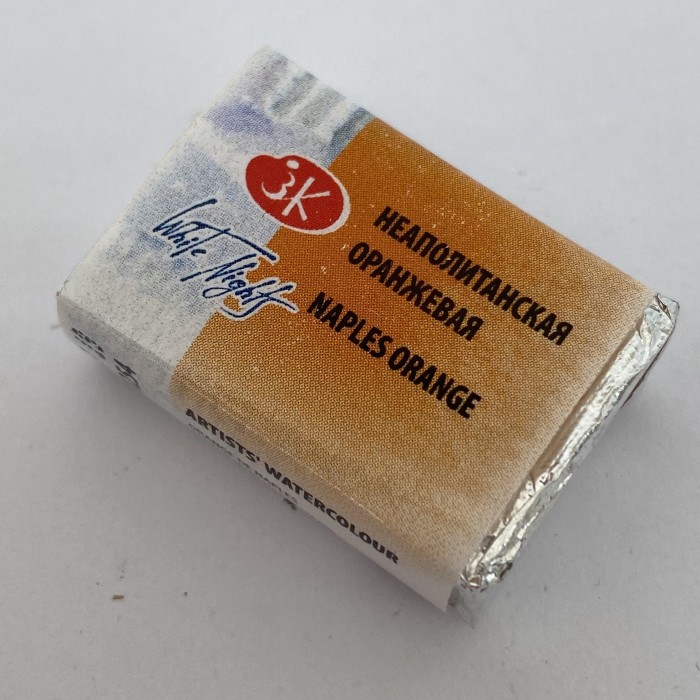 ЗК
White Nights
НЕАПОЛИТАНСКАЯ
ОРАНЖЕВАЯ
NAPLES ORANGE
ARTISTS' WATERCOLOUR